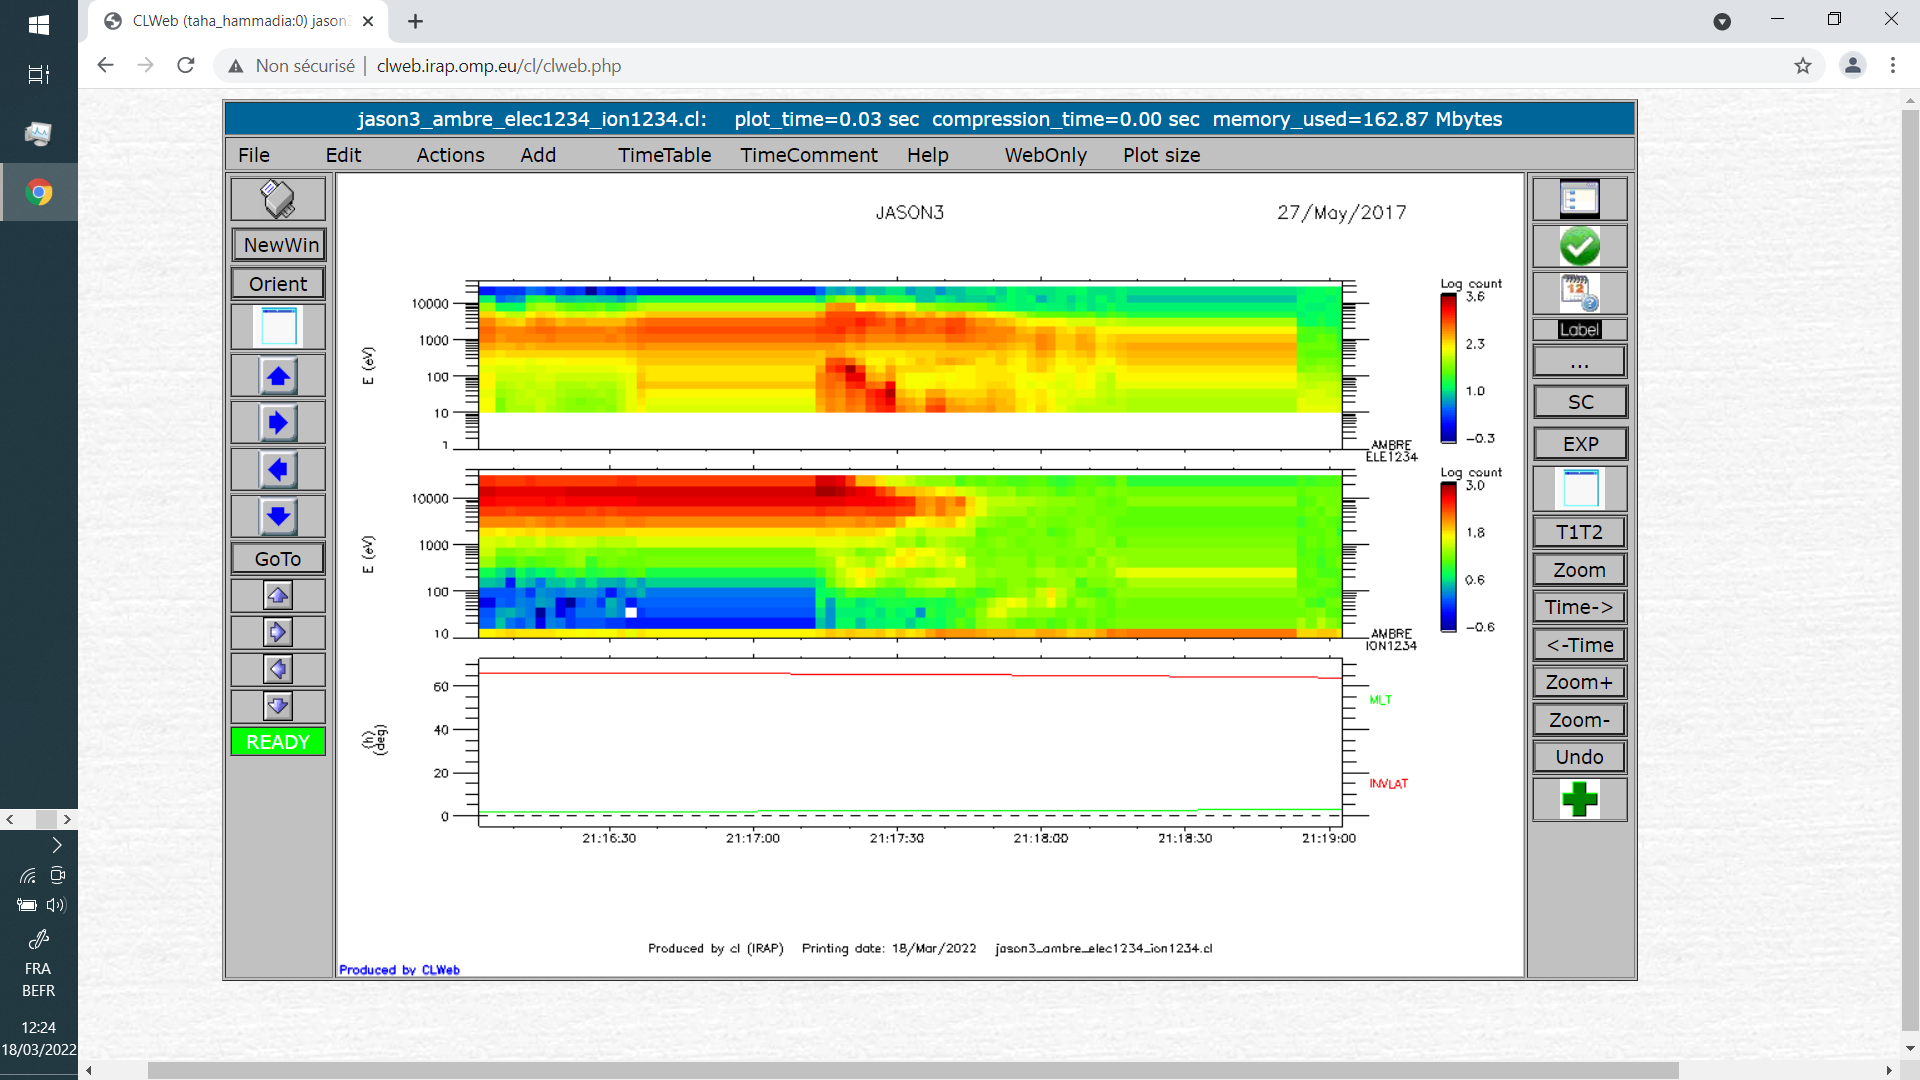 CLWeb (taha_hammadia:0) jason3
Non sécurisé | clweb.irap.omp.eu/cl/clweb.php
jason3_ambre_elec1234_ion1234.cl: plot_time=0.03 sec compression_time=0.00 sec memory_used=162.87 Mbytes
File Edit Actions Add TimeTable TimeComment Help WebOnly Plot size
NewWin
Orient
GoTo
READY
JASON3 27/May/2017
E (eV)
10000
1000
100
10
1
Log count
3.6
2.3
1.0
-0.3
AMBRE
ELE1234
E (eV)
10000
1000
100
10
Log count
3.0
1.8
0.6
-0.6
AMBRE
ION1234
(h)
(deg)
60
40
20
0
MLT
INVLAT
21:16:30 21:17:00 21:17:30 21:18:00 21:18:30 21:19:00
Produced by cl (IRAP) Printing date: 18/Mar/2022 jason3_ambre_elec1234_ion1234.cl
Produced by CLWeb
12
Label
...
SC
EXP
T1T2
Zoom
Time->
<-Time
Zoom+
Zoom-
Undo
FRA
BEFR
12:24
18/03/2022